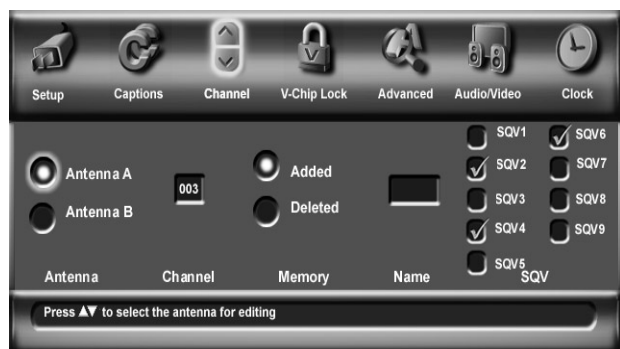 Setup Captions Channel V-Chip Lock Advanced Audio/Video Clock
SQV1 SQV6
Antenna A 003 Added SQV2 SQV7
Antenna B Deleted SQV3 SQV8
SQV4 SQV9
SQV5
Antenna Channel Memory Name SQV
Press ▲▼ to select the antenna for editing